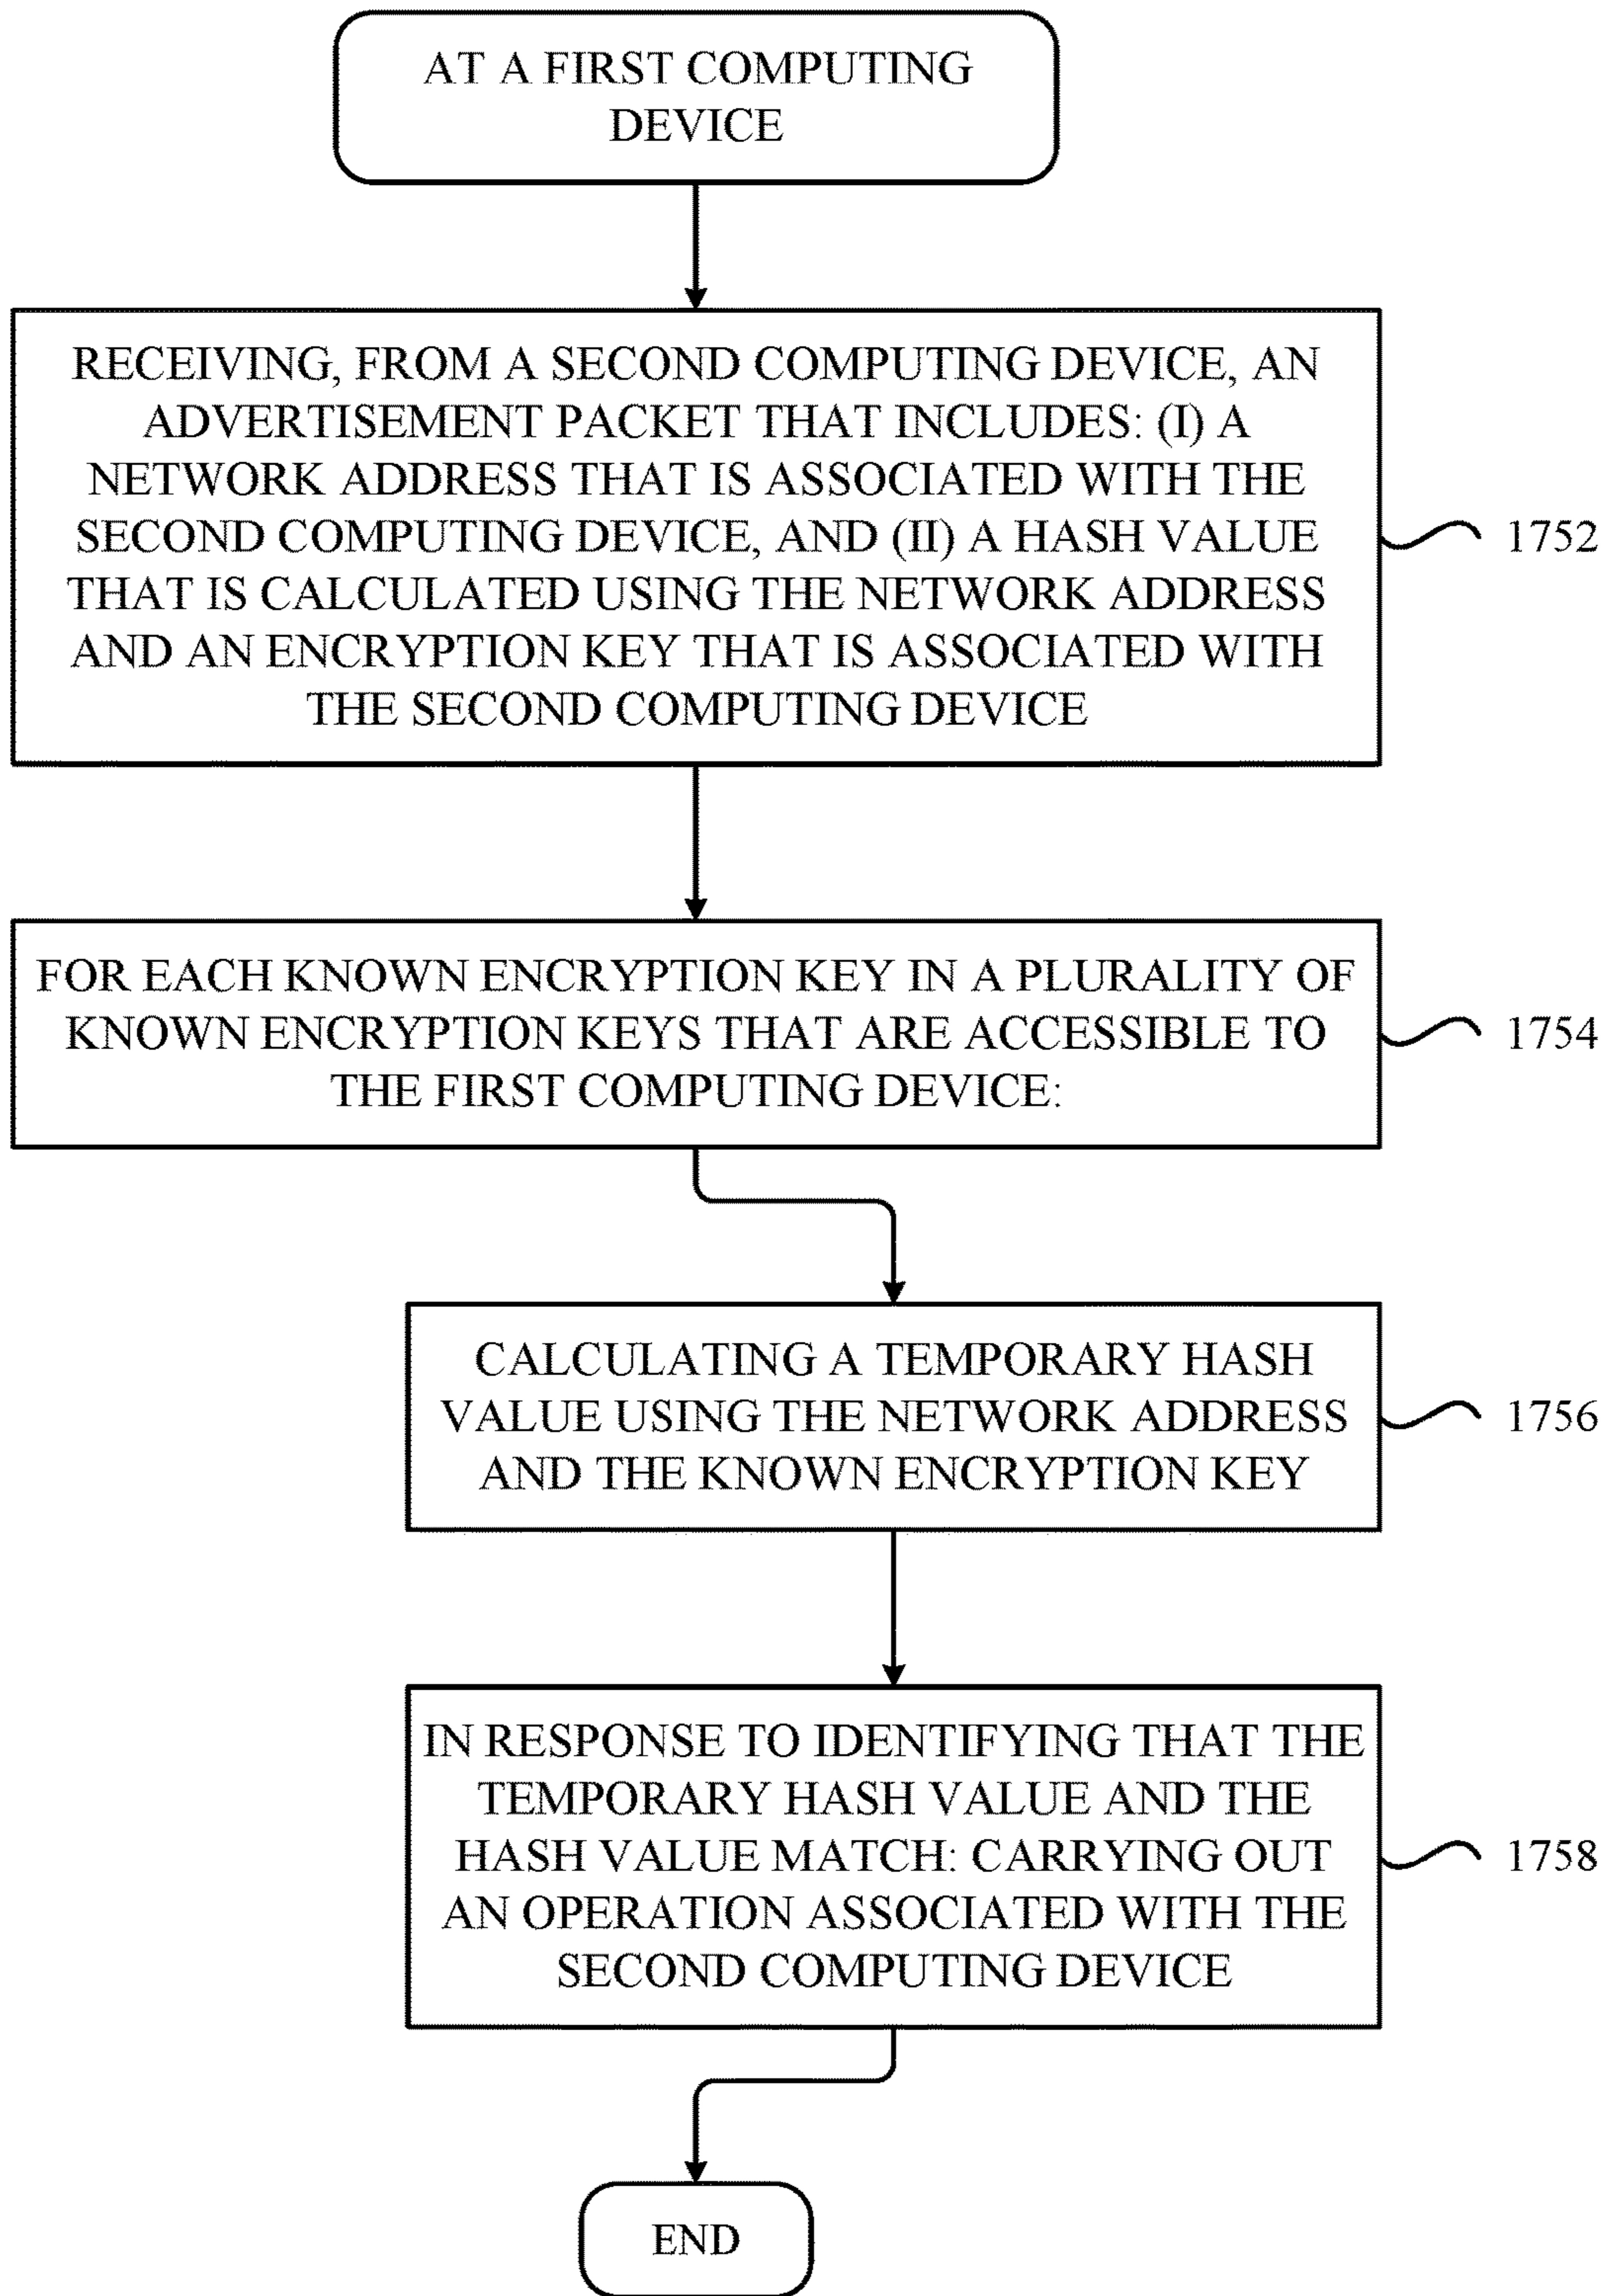 AT A FIRST COMPUTING
DEVICE
RECEIVING, FROM A SECOND COMPUTING DEVICE, AN
ADVERTISEMENT PACKET THAT INCLUDES: (I) A
NETWORK ADDRESS THAT IS ASSOCIATED WITH THE
SECOND COMPUTING DEVICE, AND (II) A HASH VALUE
THAT IS CALCULATED USING THE NETWORK ADDRESS
AND AN ENCRYPTION KEY THAT IS ASSOCIATED WITH
THE SECOND COMPUTING DEVICE
1752
FOR EACH KNOWN ENCRYPTION KEY IN A PLURALITY OF
KNOWN ENCRYPTION KEYS THAT ARE ACCESSIBLE TO
THE FIRST COMPUTING DEVICE:
1754
CALCULATING A TEMPORARY HASH
VALUE USING THE NETWORK ADDRESS
AND THE KNOWN ENCRYPTION KEY
1756
IN RESPONSE TO IDENTIFYING THAT THE
TEMPORARY HASH VALUE AND THE
HASH VALUE MATCH: CARRYING OUT
AN OPERATION ASSOCIATED WITH THE
SECOND COMPUTING DEVICE
1758
END